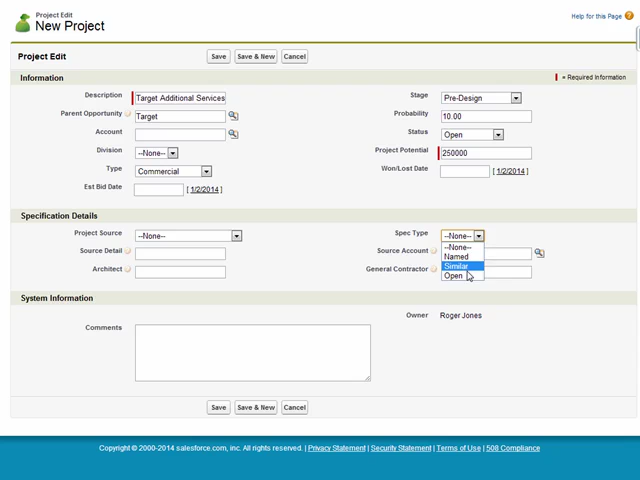 Project Edit
New Project
Help for this Page ?
Project Edit
Save Save & New Cancel
Information
= Required Information
Description Target Additional Services
Stage Pre-Design
Parent Opportunity Target
Probability 10.00
Account
Status Open
Division --None--
Project Potential 250000
Type Commercial
Won/Lost Date [ 1/2/2014 ]
Est Bid Date [ 1/2/2014 ]
Specification Details
Project Source --None--
Spec Type --None--
--None--
Named
Similar
Open
Source Detail
Source Account
Architect
General Contractor
System Information
Owner Roger Jones
Comments
Save Save & New Cancel
Copyright © 2000-2014 salesforce.com, inc. All rights reserved. | Privacy Statement | Security Statement | Terms of Use | 508 Compliance